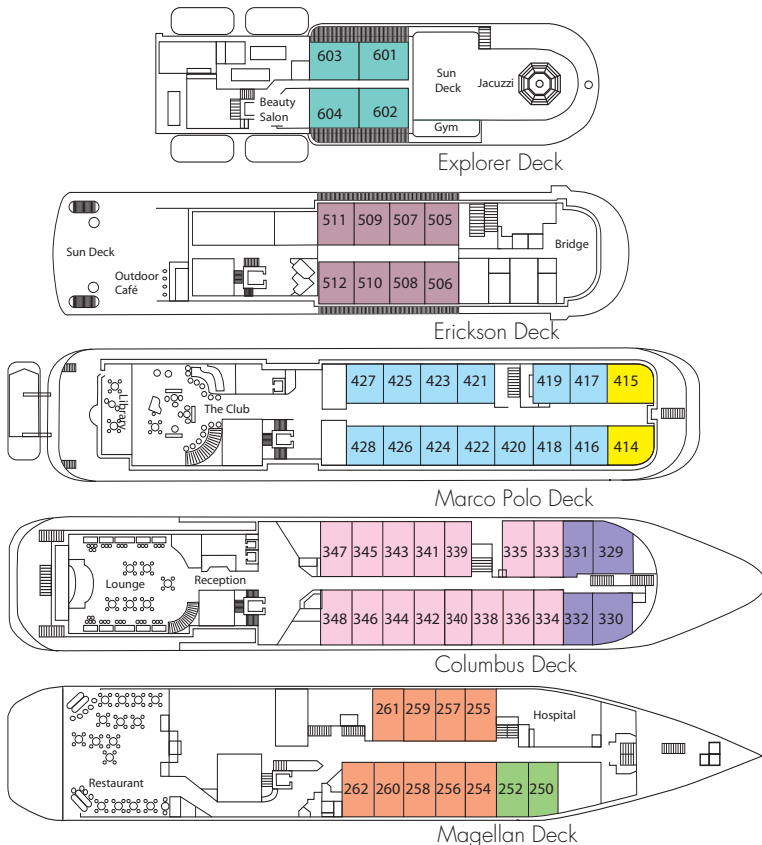 603 601
Sun
Deck
Jacuzzi
Beauty
Salon
604 602
Gym
Explorer Deck
511 509 507 505
Sun Deck
Bridge
Outdoor
Café
512 510 508 506
Erickson Deck
427 425 423 421 419 417 415
Library
The Club
428 426 424 422 420 418 416 414
Marco Polo Deck
347 345 343 341 339 335 333 331 329
Lounge
Reception
348 346 344 342 340 338 336 334 332 330
Columbus Deck
261 259 257 255
Hospital
Restaurant
262 260 258 256 254 252 250
Magellan Deck